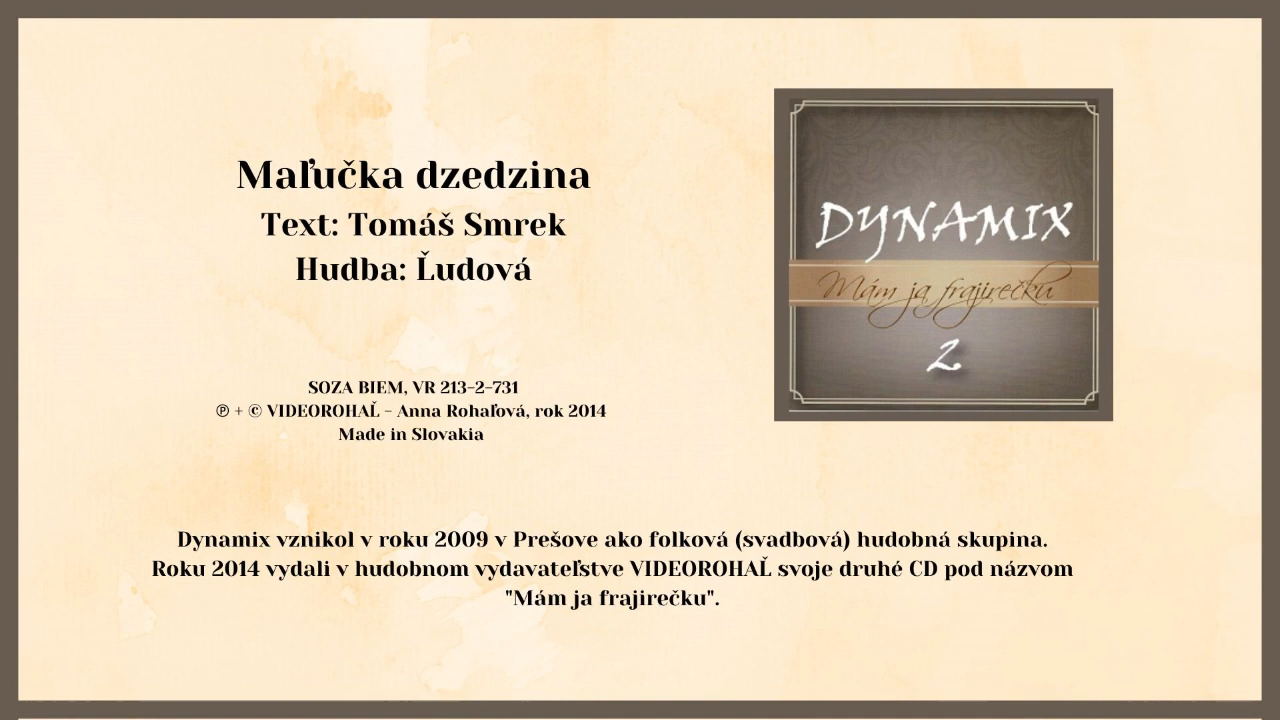 Maľučka dzedzina
Text: Tomáš Smrek
Hudba: Ľudová
SOZA BIEM, VR 213-2-731
℗ + © VIDEOROHAĽ - Anna Rohaľová, rok 2014
Made in Slovakia
DYNAMIX
Mám ja frajirečku
2
Dynamix vznikol v roku 2009 v Prešove ako folková (svadbová) hudobná skupina.
Roku 2014 vydali v hudobnom vydavateľstve VIDEOROHAĽ svoje druhé CD pod názvom
"Mám ja frajirečku".